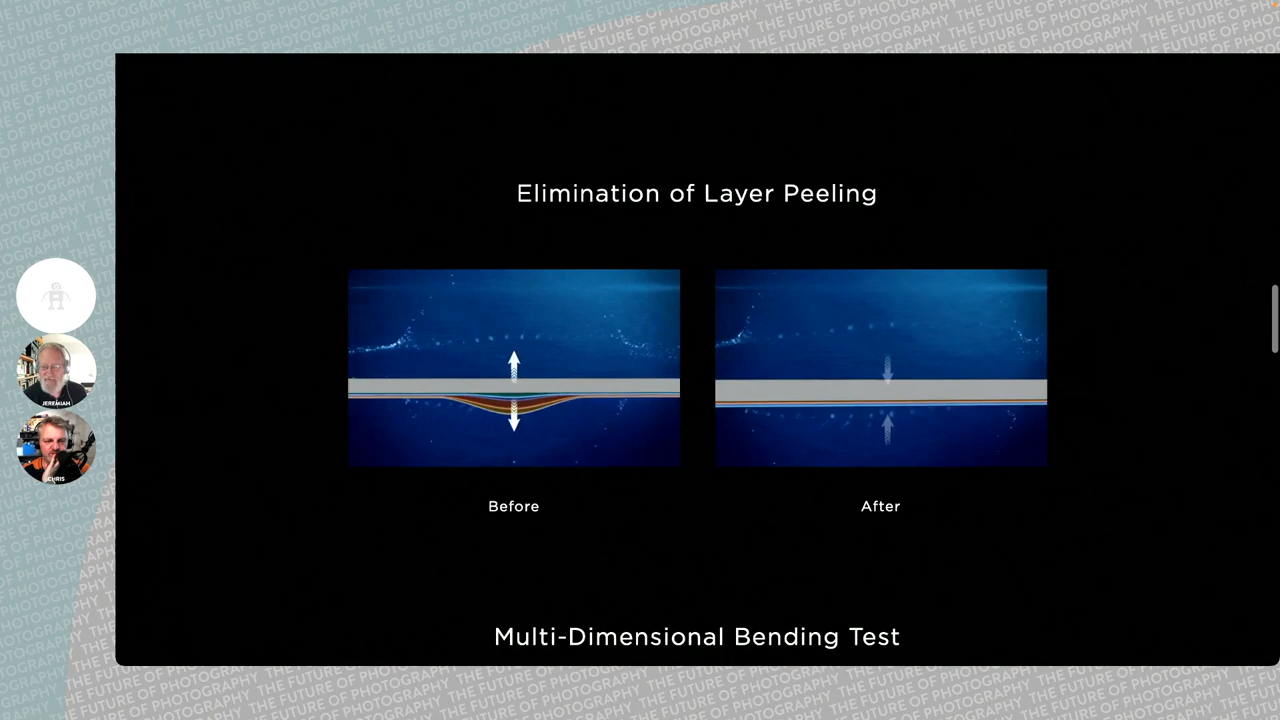 THE FUTURE OF PHOTOGRAPHY
Elimination of Layer Peeling
Before
After
JEREMIAH
CHRIS
Multi-Dimensional Bending Test